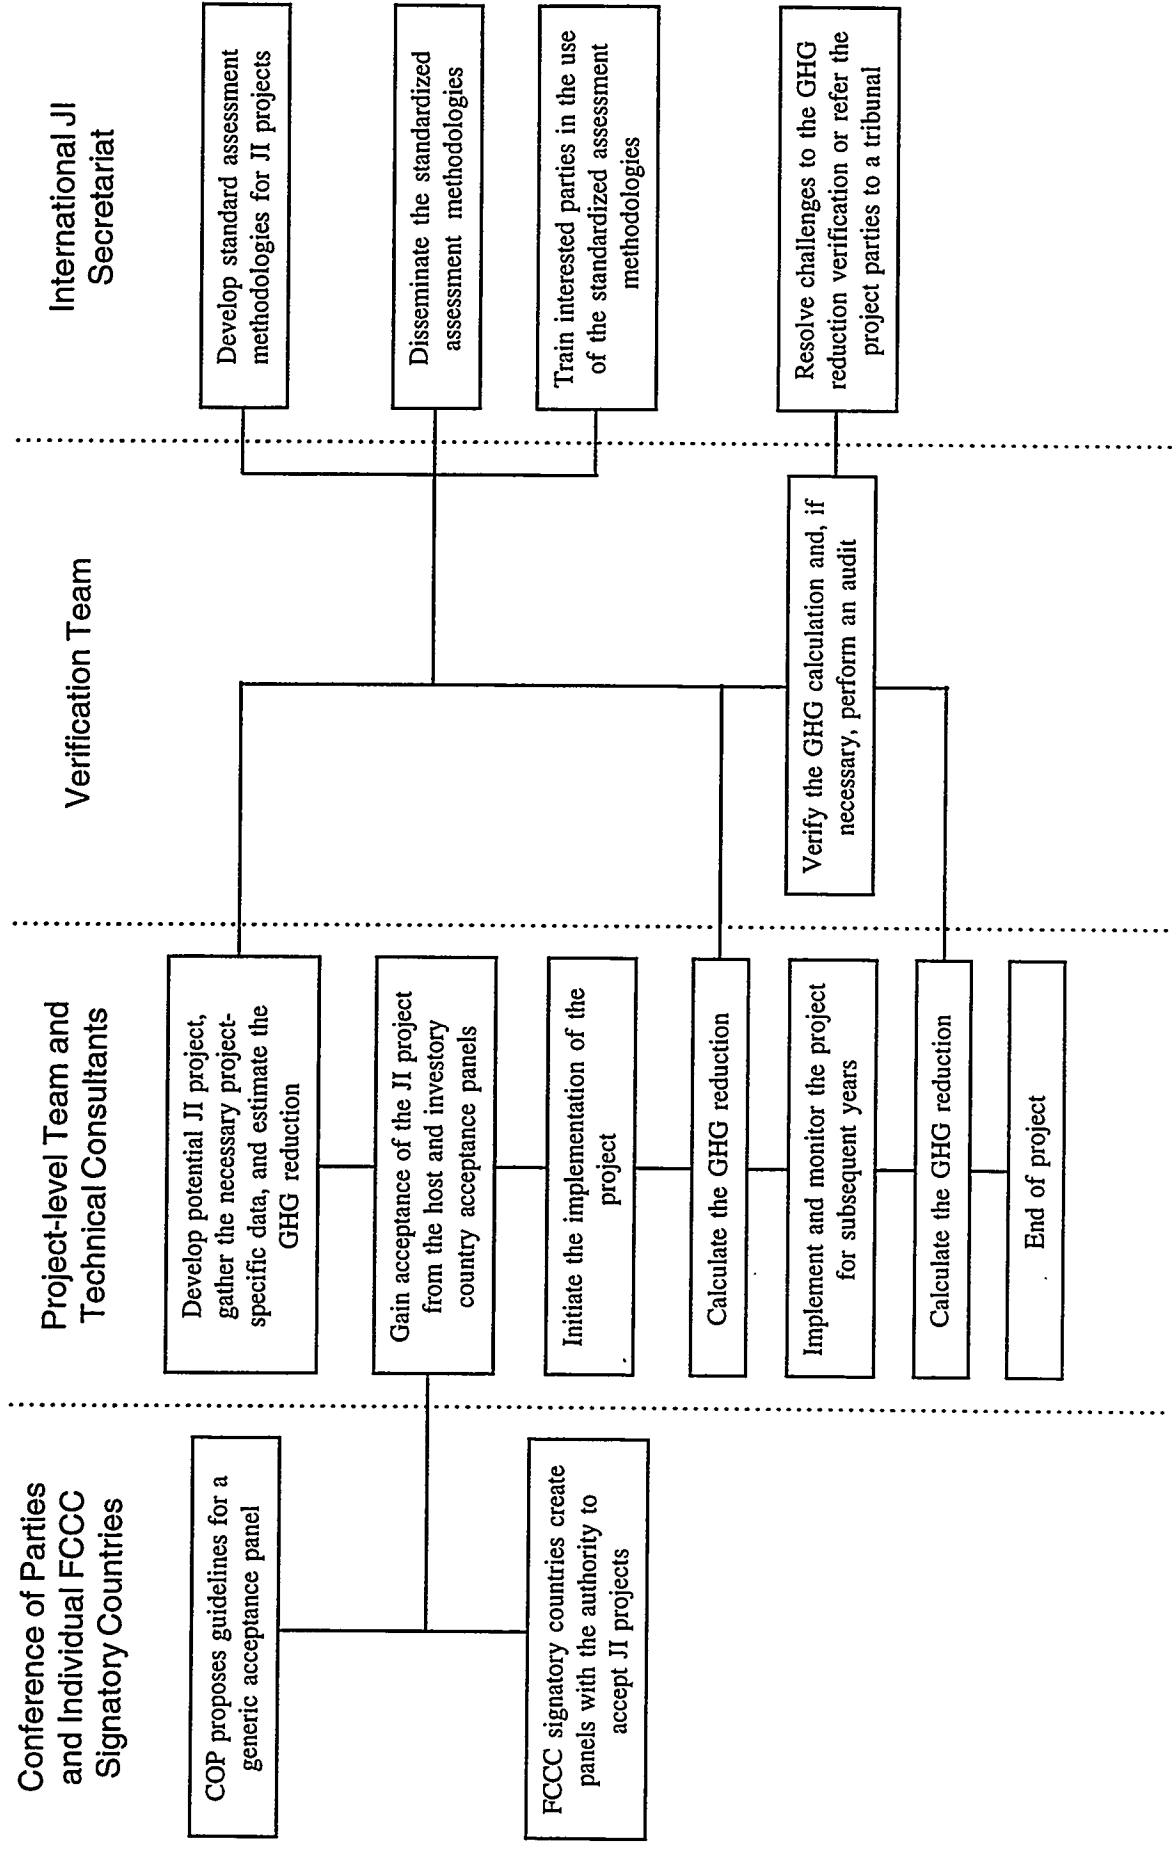 Conference of Parties
and Individual FCCC
Signatory Countries
COP proposes guidelines for a
generic acceptance panel
FCCC signatory countries create
panels with the authority to
accept JI projects
Project-level Team and
Technical Consultants
Develop potential JI project,
gather the necessary project-
specific data, and estimate the
GHG reduction
Gain acceptance of the JI project
from the host and investory
country acceptance panels
Initiate the implementation of the
project
Calculate the GHG reduction
Implement and monitor the project
for subsequent years
Calculate the GHG reduction
End of project
Verification Team
Verify the GHG calculation and, if
necessary, perform an audit
International JI
Secretariat
Develop standard assessment
methodologies for JI projects
Disseminate the standardized
assessment methodologies
Train interested parties in the use
of the standardized assessment
methodologies
Resolve challenges to the GHG
reduction verification or refer the
project parties to a tribunal